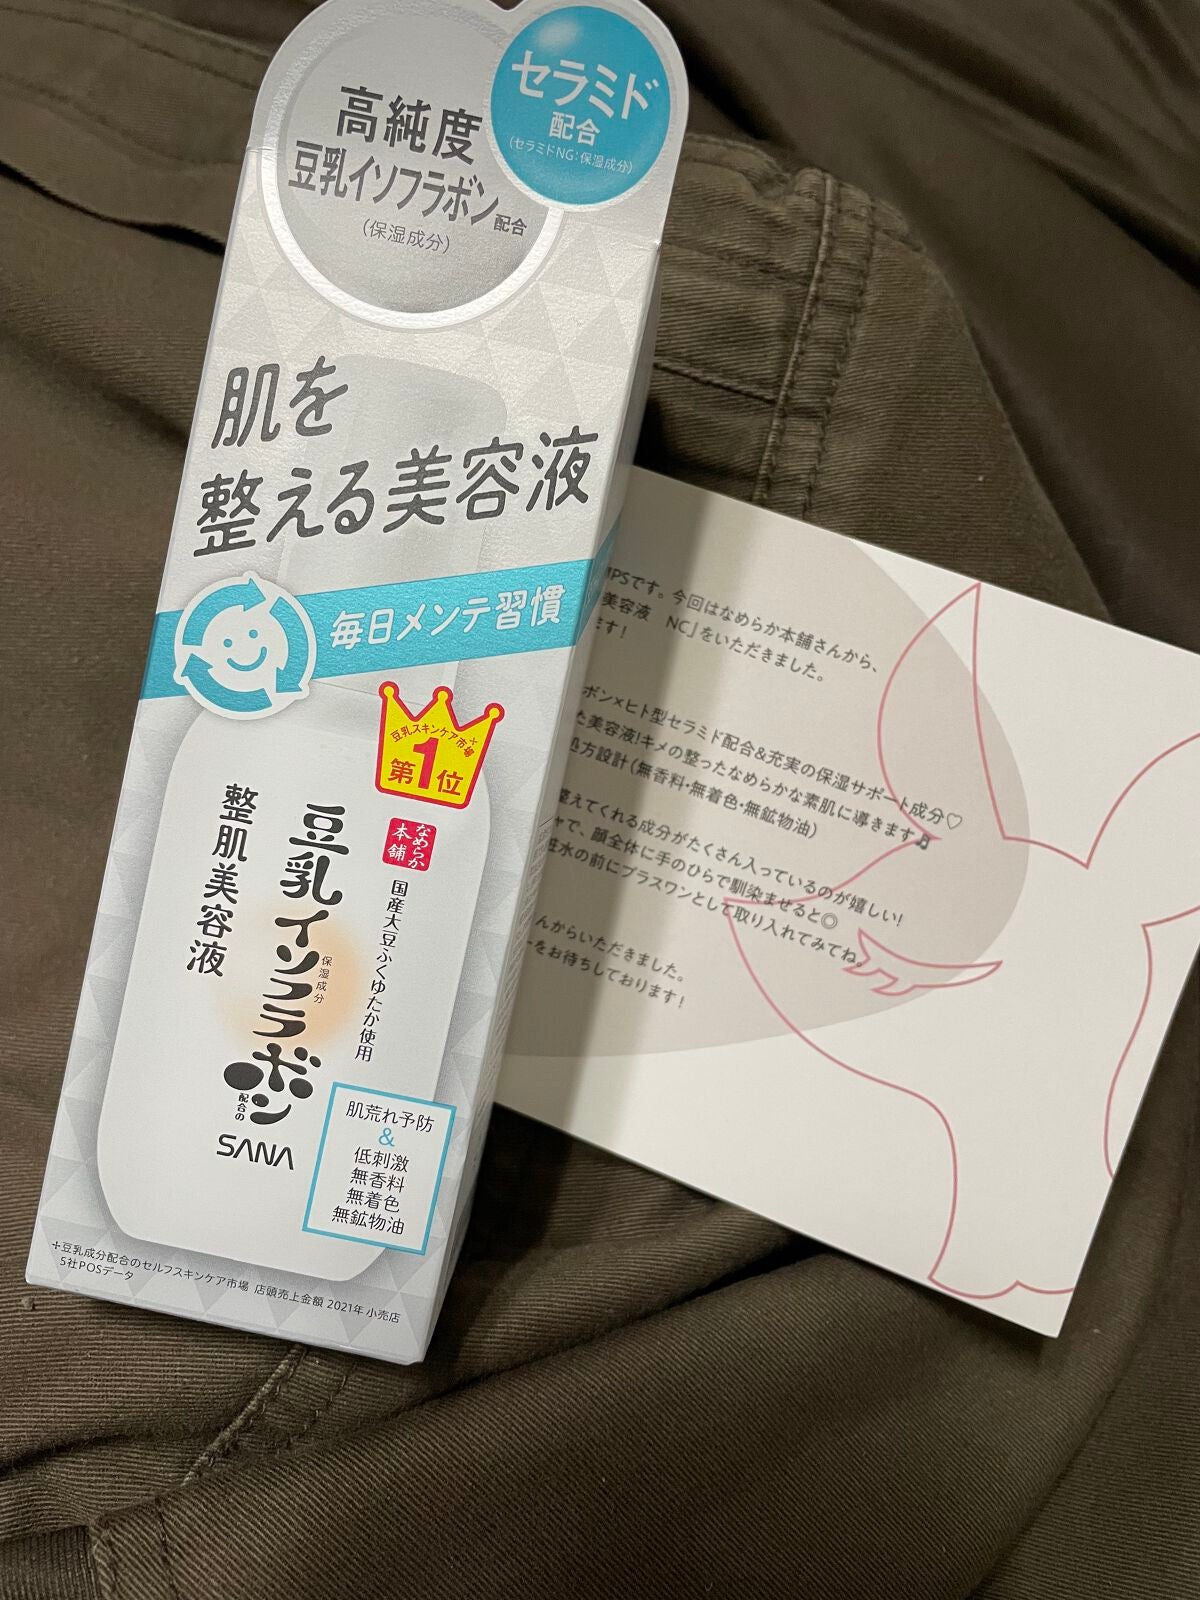 セラミド
配合
(セラミドNG:保湿成分)
高純度
豆乳イソフラボン配合
(保湿成分)
肌を
整える美容液
毎日メンテ習慣
豆乳スキンケア市場+
第1位
なめらか
本舗
国産大豆ふくゆたか使用
豆乳イソフラボン
保湿成分
配合の
整肌美容液
SANA
肌荒れ予防
&
低刺激
無香料
無着色
無鉱物油
+豆乳成分配合のセルフスキンケア市場 店頭売上金額 2021年 小売店
5社POSデータ
PSです。今回はなめらか本舗さんから、
美容液 NC」をいただきました。
ます!
ボン×ヒト型セラミド配合&充実の保湿サポート成分♡
た美容液!キメの整ったなめらかな素肌に導きます♫
処方設計(無香料・無着色・無鉱物油)
整えてくれる成分がたくさん入っているのが嬉しい!
で、顔全体に手のひらで馴染ませると◎
粧水の前にプラスワンとして取り入れてみてね。
んからいただきました。
をお待ちしております!